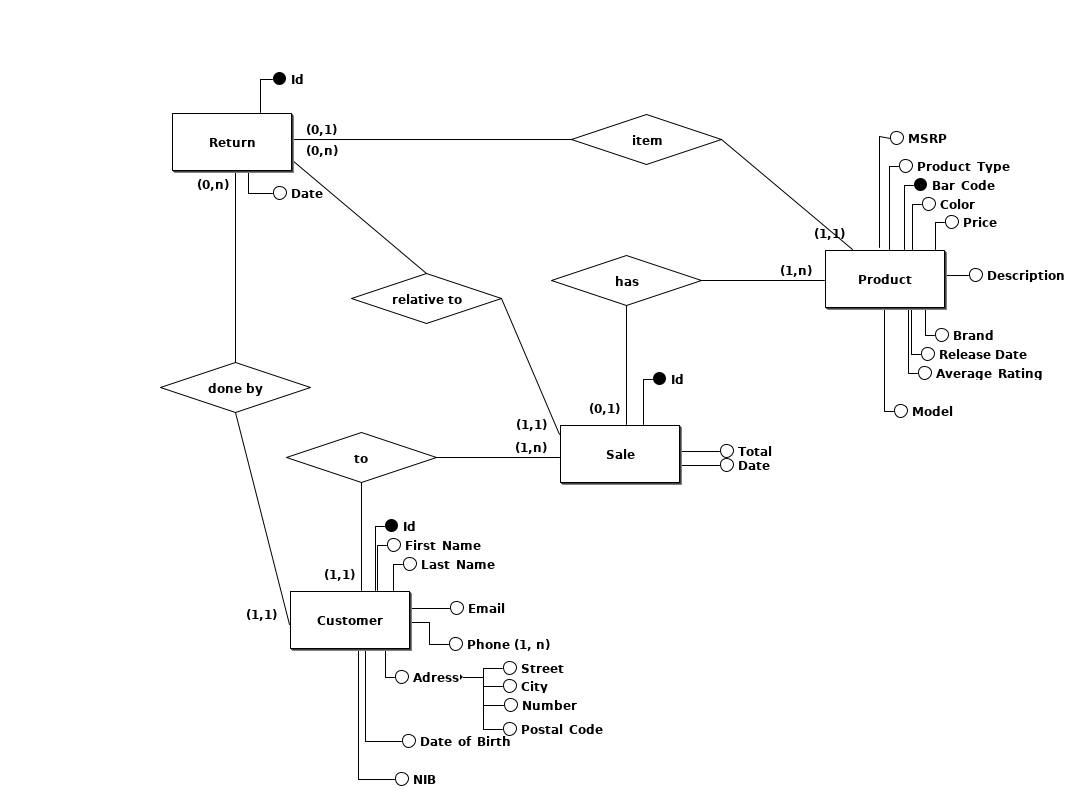 Id
Return
(0,1)
(0,n)
item
(0,n)
Date
MSRP
Product Type
Bar Code
Color
Price
(1,1)
Product
Description
(1,n)
has
relative to
Brand
Release Date
Average Rating
Model
done by
Id
(0,1)
(1,1)
(1,n)
to
Sale
Total
Date
Id
First Name
Last Name
(1,1)
(1,1)
Customer
Email
Phone (1, n)
Adress
Street
City
Number
Postal Code
Date of Birth
NIB